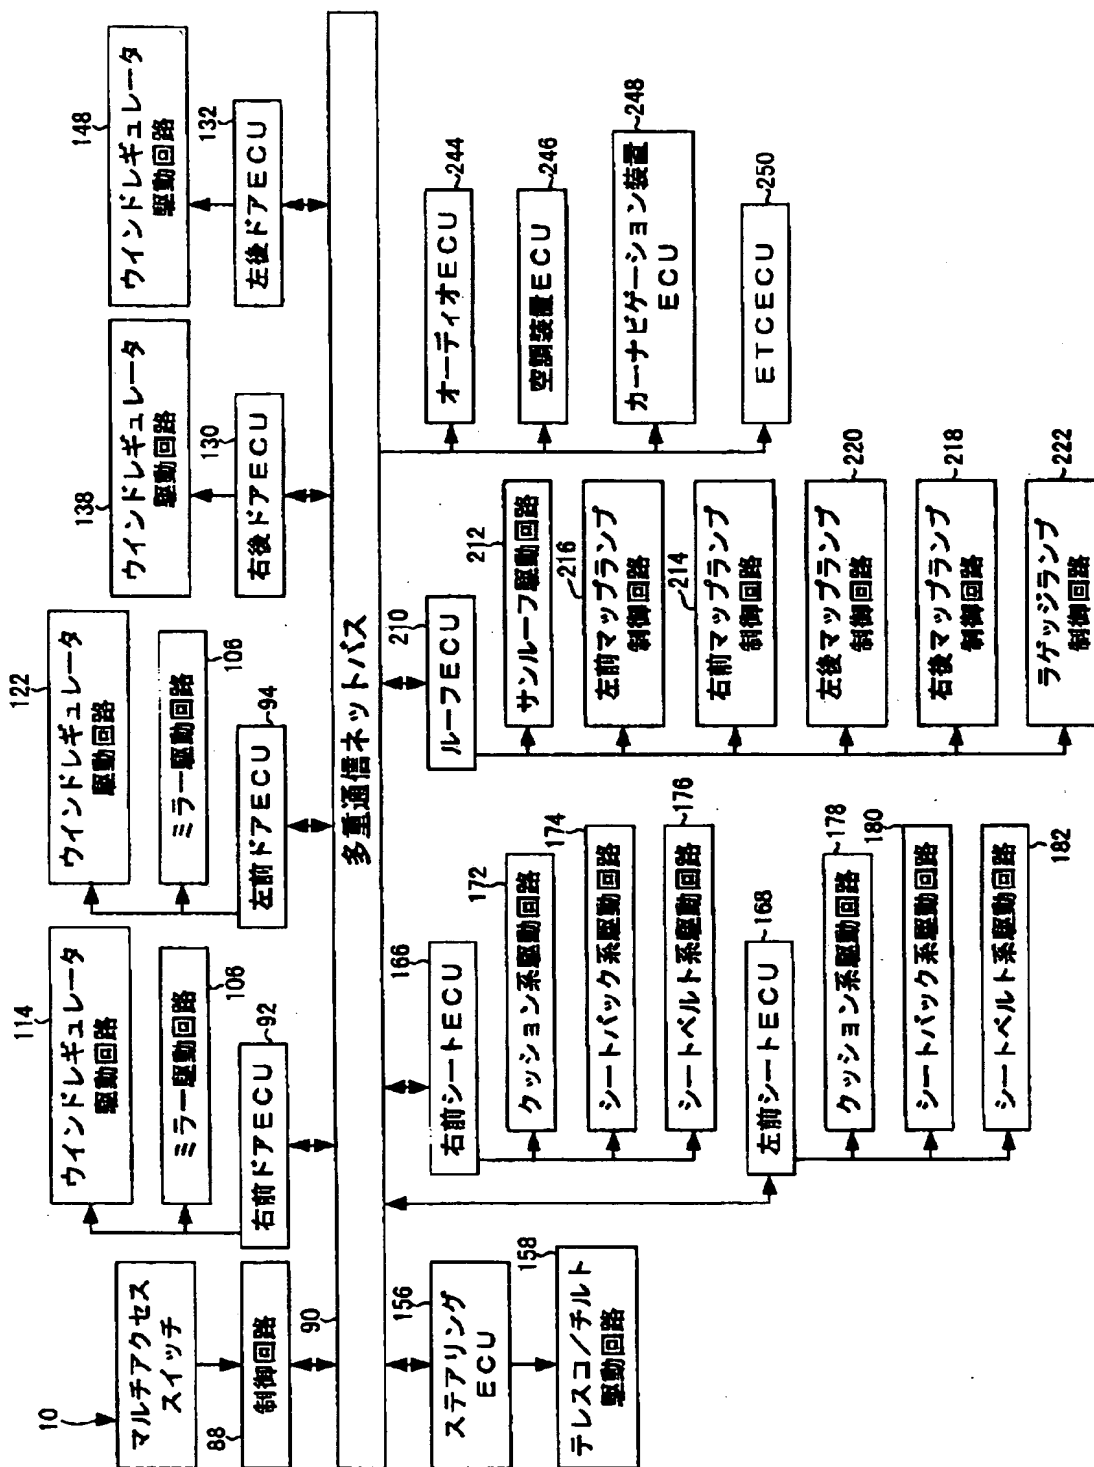 10
マルチアクセス
スイッチ
88
制御回路
90
多重通信ネットバス
114
ウインドレギュレータ
駆動回路
106
ミラー駆動回路
右前ドアECU
92
122
ウインドレギュレータ
駆動回路
106
ミラー駆動回路
左前ドアECU
94
138
ウインドレギュレータ
駆動回路
130
右後ドアECU
148
ウインドレギュレータ
駆動回路
132
左後ドアECU
156
ステアリング
ECU
158
テレスコ/チルト
駆動回路
166
右前シートECU
172
クッション系駆動回路
174
シートバック系駆動回路
176
シートベルト系駆動回路
168
左前シートECU
178
クッション系駆動回路
180
シートバック系駆動回路
182
シートベルト系駆動回路
210
ルーフECU
212
サンルーフ駆動回路
216
左前マップランプ
制御回路
214
右前マップランプ
制御回路
220
左後マップランプ
制御回路
218
右後マップランプ
制御回路
222
ラゲッジランプ
制御回路
244
オーディオECU
246
空調装置ECU
248
カーナビゲーション装置
ECU
250
ETCECU